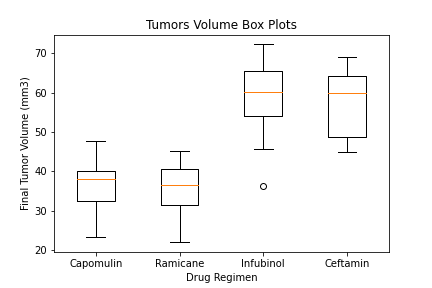 Tumors Volume Box Plots
Final Tumor Volume (mm3)
70
60
50
40
30
20
Capomulin Ramicane Infubinol Ceftamin
Drug Regimen